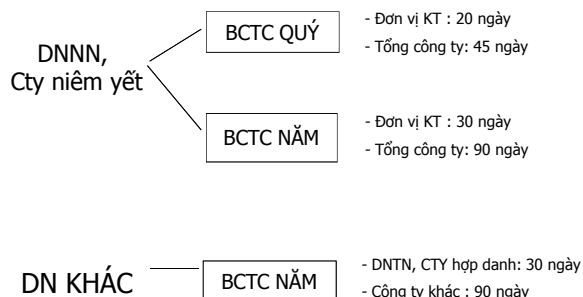 DNNN,
Cty niêm yết
BCTC QUÝ
- Đơn vị KT : 20 ngày
- Tổng công ty: 45 ngày
BCTC NĂM
- Đơn vị KT : 30 ngày
- Tổng công ty: 90 ngày
DN KHÁC
BCTC NĂM
- DNTN, CTY hợp danh: 30 ngày
- Công ty khác : 90 ngày